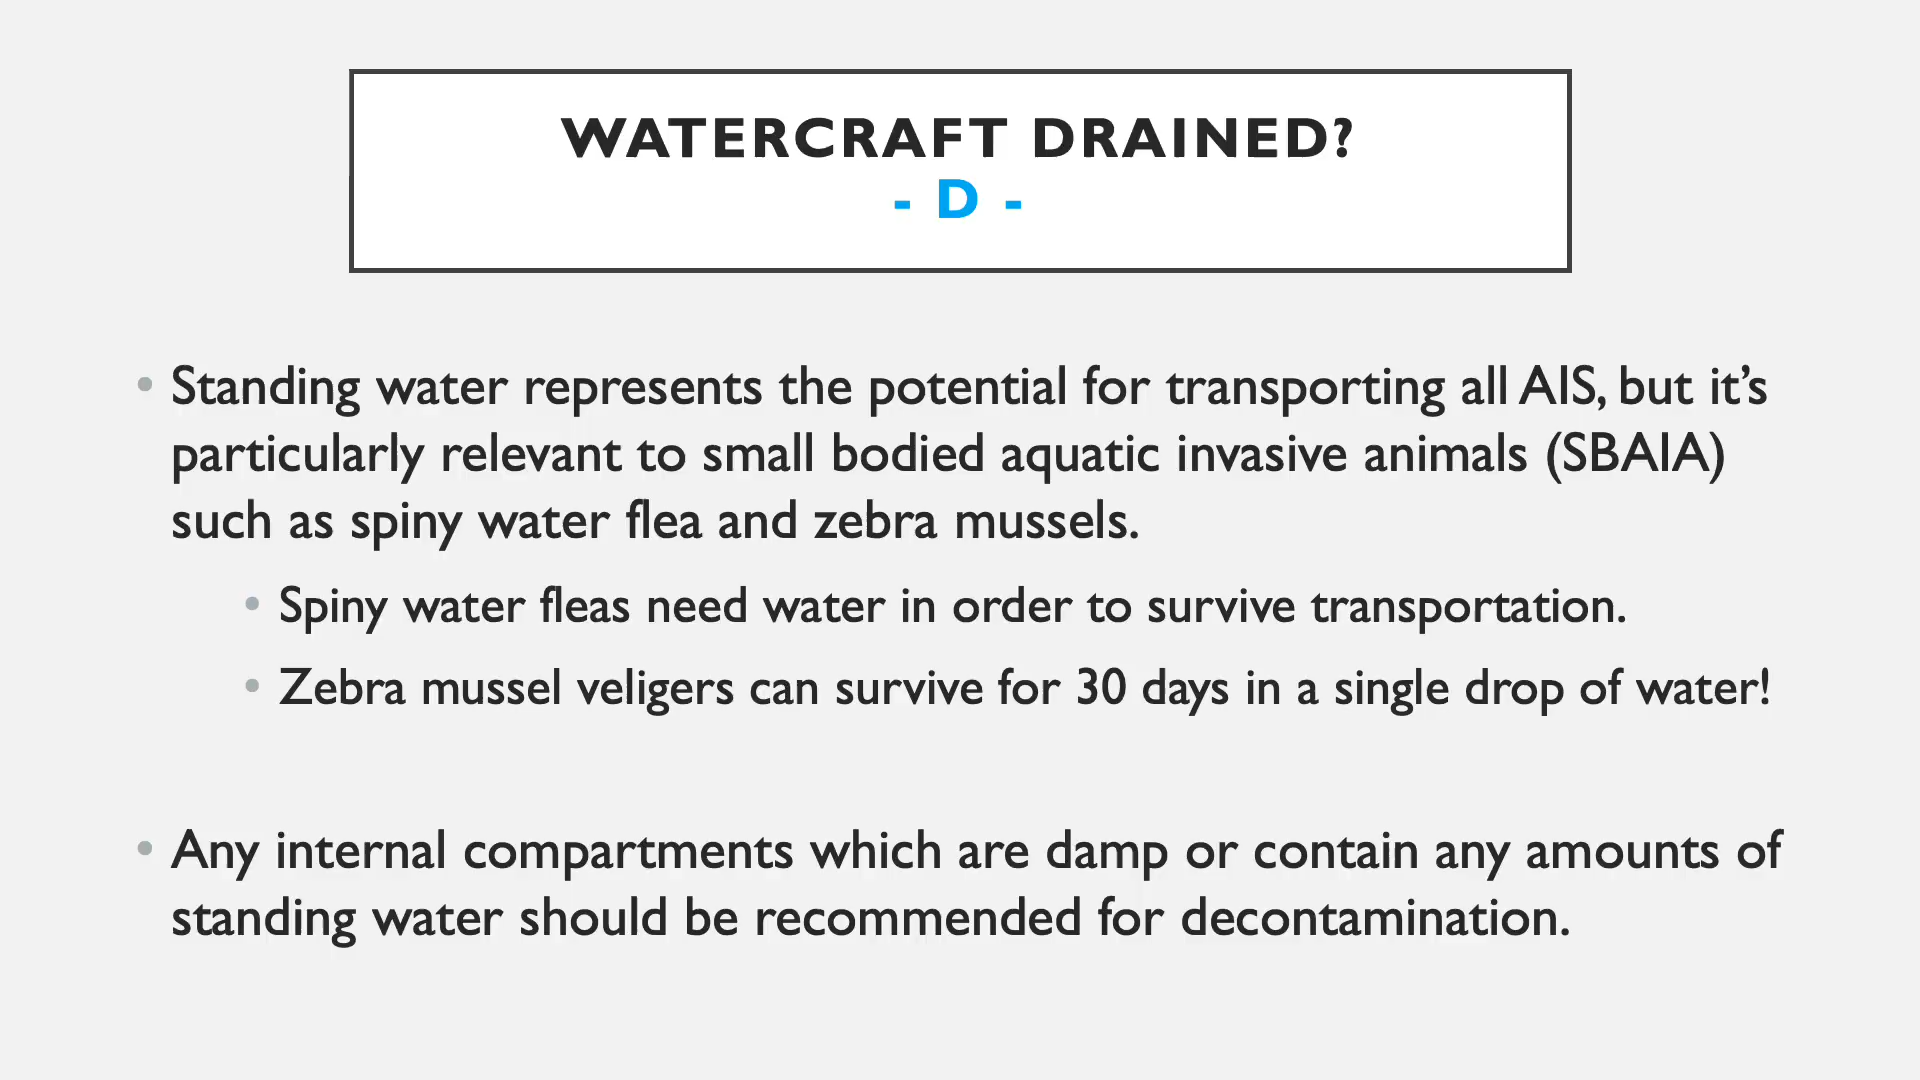 WATERCRAFT DRAINED?
- D -
• Standing water represents the potential for transporting all AIS, but it’s
particularly relevant to small bodied aquatic invasive animals (SBAIA)
such as spiny water flea and zebra mussels.
• Spiny water fleas need water in order to survive transportation.
• Zebra mussel veligers can survive for 30 days in a single drop of water!
• Any internal compartments which are damp or contain any amounts of
standing water should be recommended for decontamination.